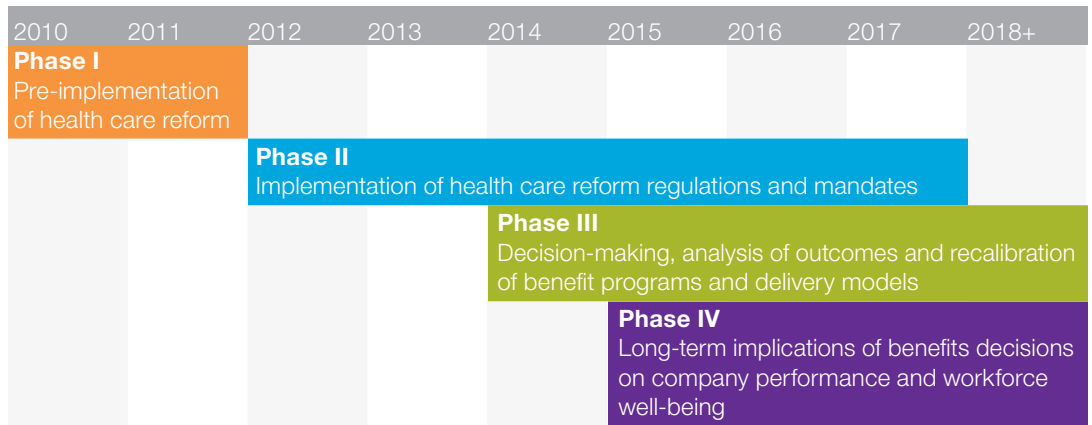 2010 2011 2012 2013 2014 2015 2016 2017 2018+
Phase I
Pre-implementation
of health care reform
Phase II
Implementation of health care reform regulations and mandates
Phase III
Decision-making, analysis of outcomes and recalibration
of benefit programs and delivery models
Phase IV
Long-term implications of benefits decisions
on company performance and workforce
well-being